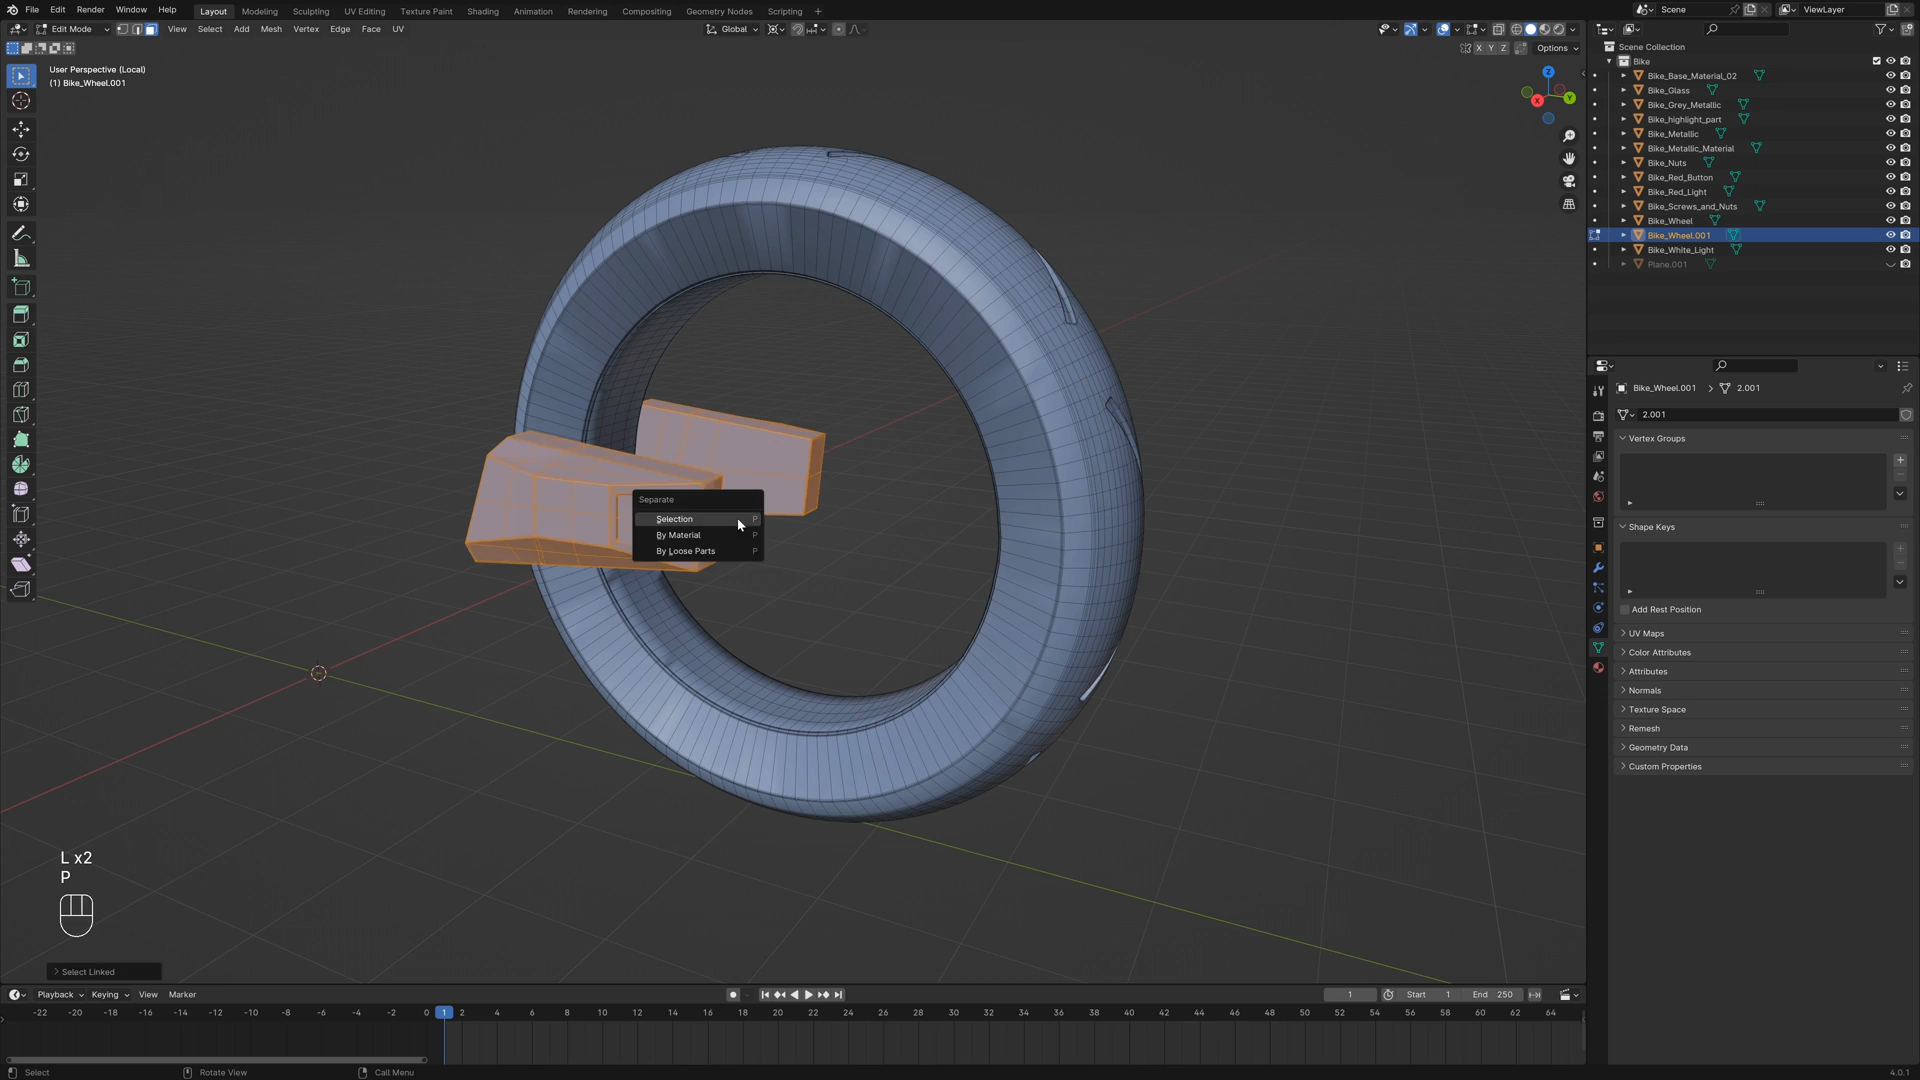 File Edit Render Window Help Layout Modeling Sculpting UV Editing Texture Paint Shading Animation Rendering Compositing Geometry Nodes Scripting + Scene ViewLayer
Edit Mode View Select Add Mesh Vertex Edge Face UV Global
X Y Z Options
User Perspective (Local)
(1) Bike_Wheel.001
Z
Y
X
Separate
Selection P
By Material P
By Loose Parts P
L x2
P
Select Linked
Scene Collection
Bike
Bike_Base_Material_02
Bike_Glass
Bike_Grey_Metallic
Bike_highlight_part
Bike_Metallic
Bike_Metallic_Material
Bike_Nuts
Bike_Red_Button
Bike_Red_Light
Bike_Screws_and_Nuts
Bike_Wheel
Bike_Wheel.001
Bike_White_Light
Plane.001
Bike_Wheel.001 > 2.001
2.001
Vertex Groups
Shape Keys
Add Rest Position
UV Maps
Color Attributes
Attributes
Normals
Texture Space
Remesh
Geometry Data
Custom Properties
Playback Keying View Marker 1 Start 1 End 250
-22 -20 -18 -16 -14 -12 -10 -8 -6 -4 -2 0 1 2 4 6 8 10 12 14 16 18 20 22 24 26 28 30 32 34 36 38 40 42 44 46 48 50 52 54 56 58 60 62 64
Select Rotate View Call Menu 4.0.1